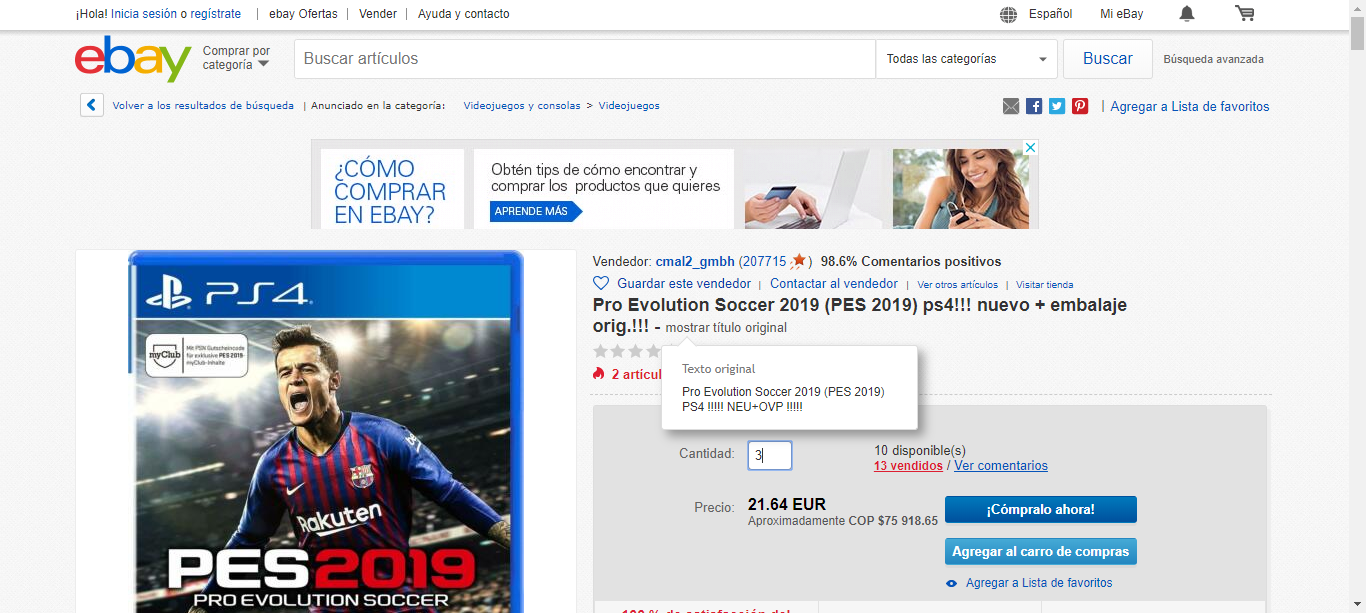 ¡Hola! Inicia sesión o regístrate | ebay Ofertas | Vender | Ayuda y contacto Español Mi eBay
ebay Comprar por categoría Buscar artículos Todas las categorías Buscar Búsqueda avanzada
Volver a los resultados de búsqueda | Anunciado en la categoría: Videojuegos y consolas > Videojuegos | Agregar a Lista de favoritos
¿CÓMO
COMPRAR
EN EBAY?
Obtén tips de cómo encontrar y
comprar los productos que quieres
APRENDE MÁS
PS4
myClub
Mit PSN Gutscheincode
für exklusive PES 2019-
myClub-Inhalte
Rakuten
PES2019
PRO EVOLUTION SOCCER
Vendedor: cmal2_gmbh (207715 ) 98.6% Comentarios positivos
Guardar este vendedor | Contactar al vendedor | Ver otros artículos | Visitar tienda
Pro Evolution Soccer 2019 (PES 2019) ps4!!! nuevo + embalaje
orig.!!! - mostrar título original
Texto original
Pro Evolution Soccer 2019 (PES 2019)
PS4 !!!!! NEU+OVP !!!!!
2 artícul
Cantidad: 3 10 disponible(s)
13 vendidos / Ver comentarios
Precio: 21.64 EUR ¡Cómpralo ahora!
Aproximadamente COP $75 918.65
Agregar al carro de compras
Agregar a Lista de favoritos